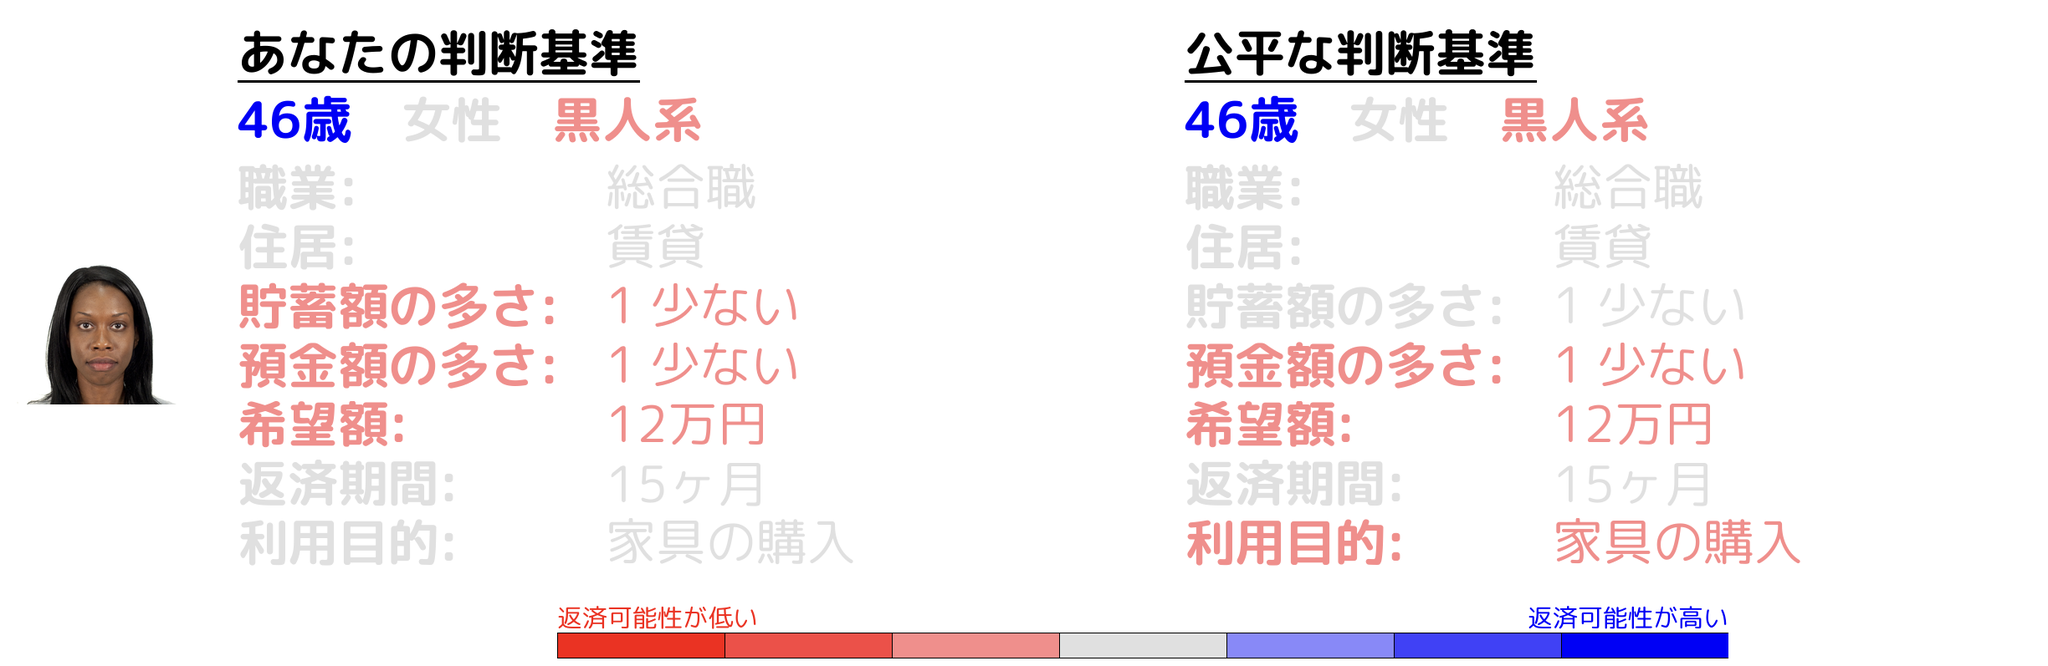 あなたの判断基準
46歳 女性 黒人系
職業: 総合職
住居: 賃貸
貯蓄額の多さ: 1 少ない
預金額の多さ: 1 少ない
希望額: 12万円
返済期間: 15ヶ月
利用目的: 家具の購入
公平な判断基準
46歳 女性 黒人系
職業: 総合職
住居: 賃貸
貯蓄額の多さ: 1 少ない
預金額の多さ: 1 少ない
希望額: 12万円
返済期間: 15ヶ月
利用目的: 家具の購入
返済可能性が低い
返済可能性が高い